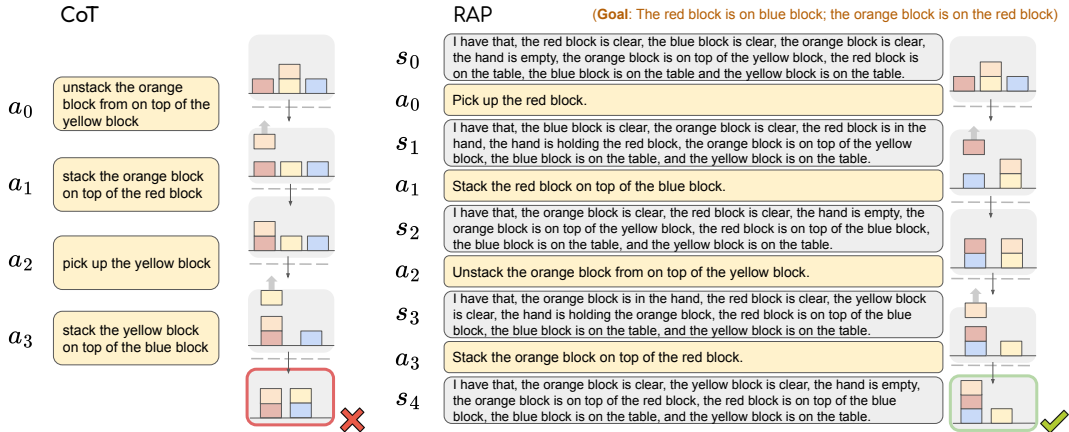 CoT
a0
unstack the orange
block from on top of the
yellow block
a1
stack the orange block
on top of the red block
a2
pick up the yellow block
a3
stack the yellow block
on top of the blue block
RAP
(Goal: The red block is on blue block; the orange block is on the red block)
s0
I have that, the red block is clear, the blue block is clear, the orange block is clear,
the hand is empty, the orange block is on top of the yellow block, the red block
is on the table, the blue block is on the table and the yellow block is on the table.
a0
Pick up the red block.
s1
I have that, the blue block is clear, the orange block is clear, the red block is in the
hand, the hand is holding the red block, the orange block is on top of the yellow
block, the blue block is on the table, and the yellow block is on the table.
a1
Stack the red block on top of the blue block.
s2
I have that, the orange block is clear, the red block is clear, the hand is empty, the
orange block is on top of the yellow block, the red block is on top of the blue block,
the blue block is on the table, and the yellow block is on the table.
a2
Unstack the orange block from on top of the yellow block.
s3
I have that, the orange block is in the hand, the red block is clear, the yellow block
is clear, the hand is holding the orange block, the red block is on top of the blue
block, the blue block is on the table, and the yellow block is on the table.
a3
Stack the orange block on top of the red block.
s4
I have that, the orange block is clear, the yellow block is clear, the hand is empty,
the orange block is on top of the red block, the red block is on top of the blue
block, the blue block is on the table, and the yellow block is on the table.